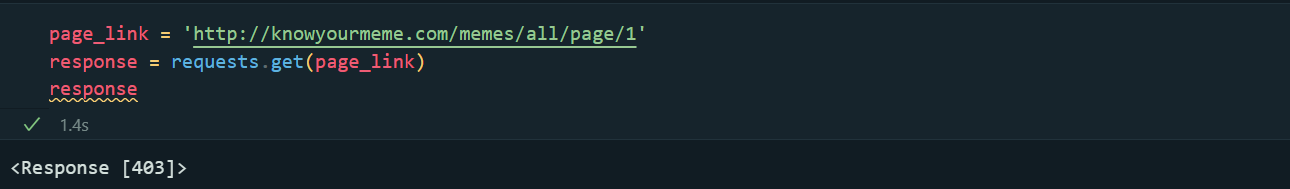 page_link = 'http://knowyourmeme.com/memes/all/page/1'
response = requests.get(page_link)
response
1.4s
<Response [403]>